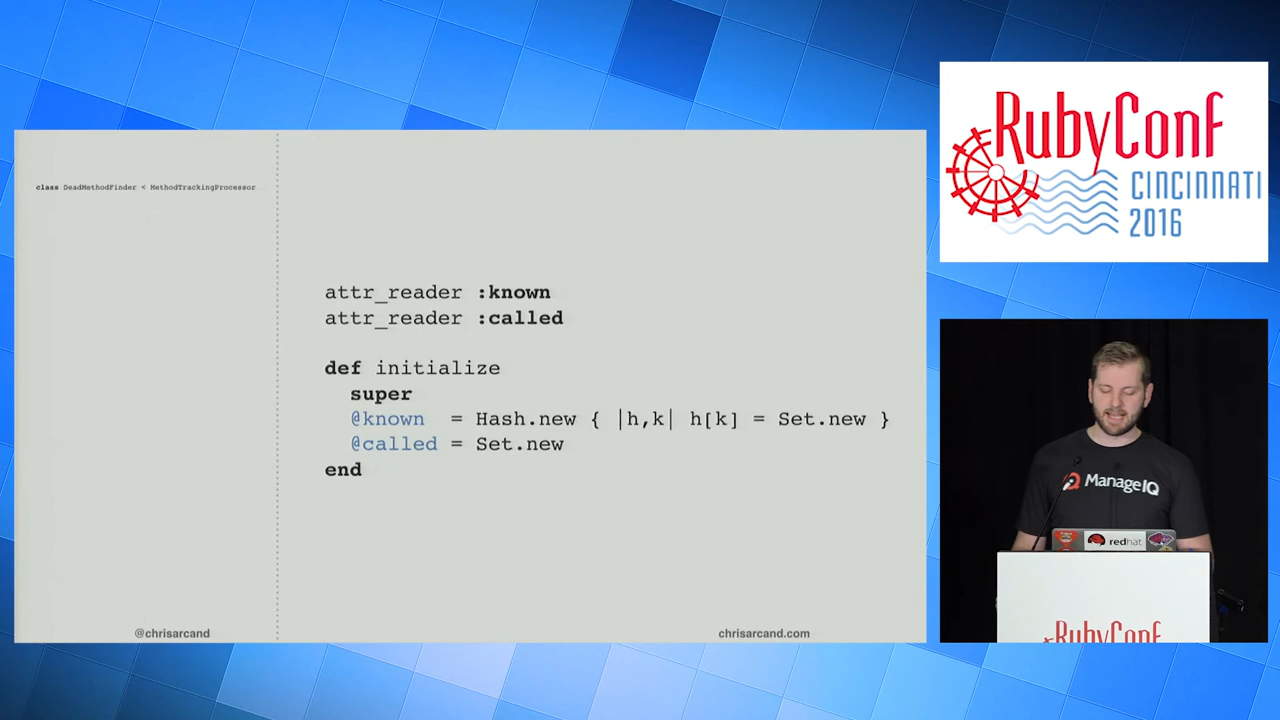 class DeadMethodFinder < MethodTrackingProcessor
attr_reader :known
attr_reader :called
def initialize
super
@known = Hash.new { |h,k| h[k] = Set.new }
@called = Set.new
end
@chrisarcand
chrisarcand.com
RubyConf
CINCINNATI
2016
ManageIQ
redhat
RubyConf